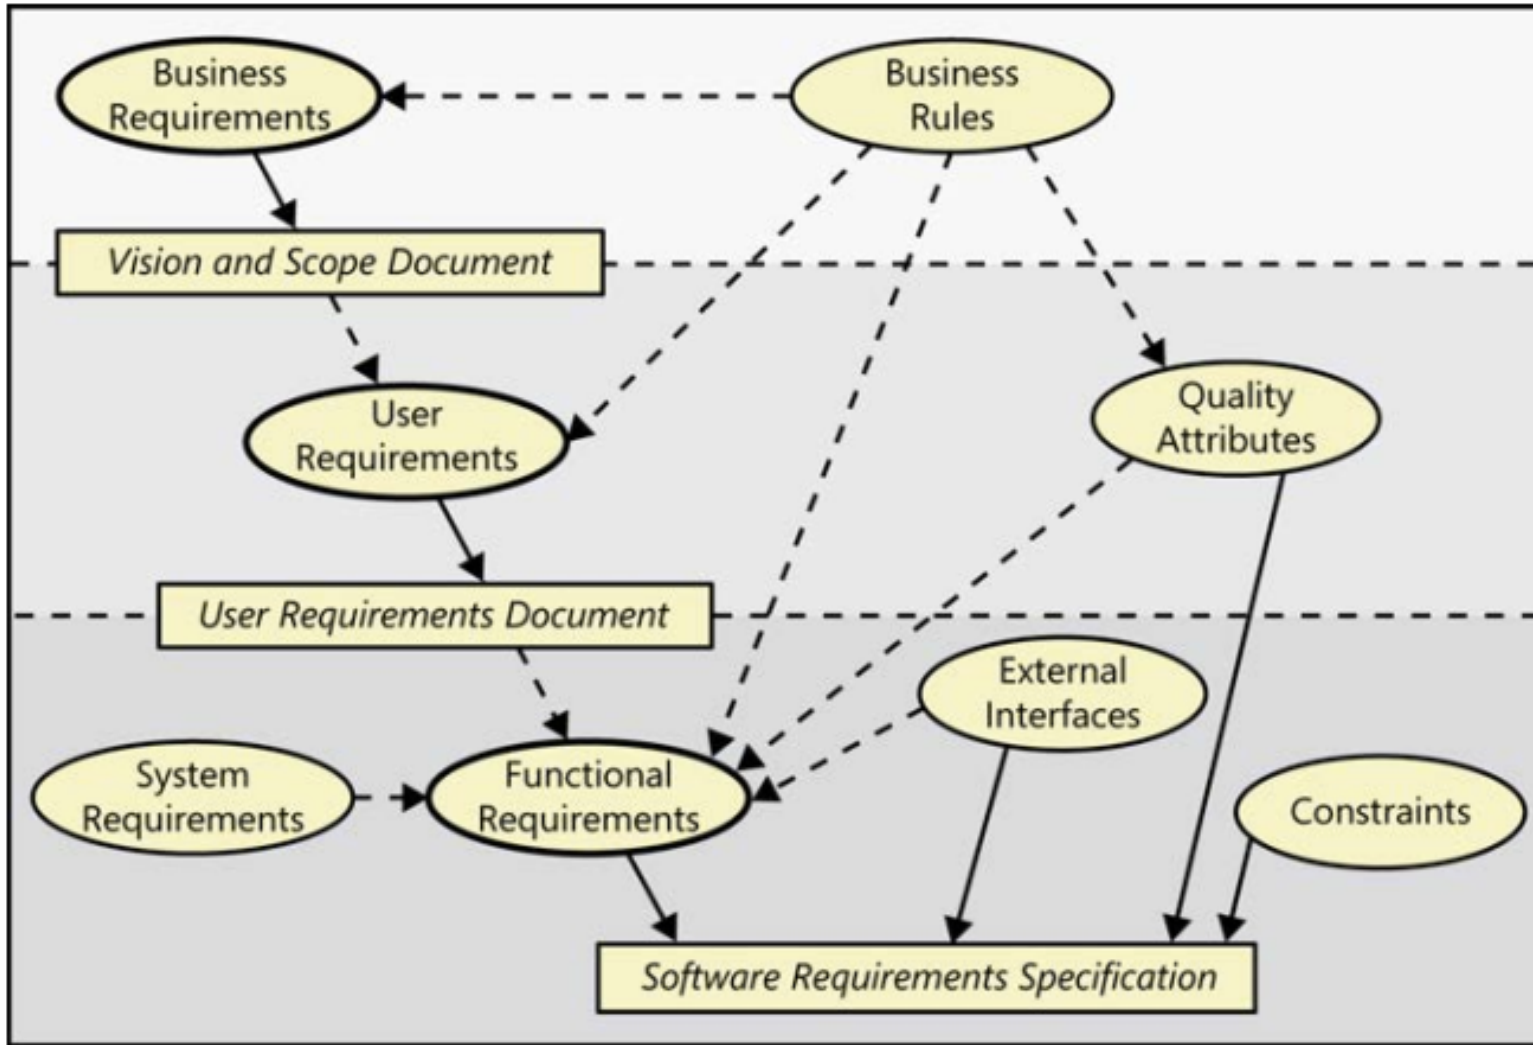 Business
Requirements
Business
Rules
Vision and Scope Document
User
Requirements
Quality
Attributes
User Requirements Document
External
Interfaces
System
Requirements
Functional
Requirements
Constraints
Software Requirements Specification